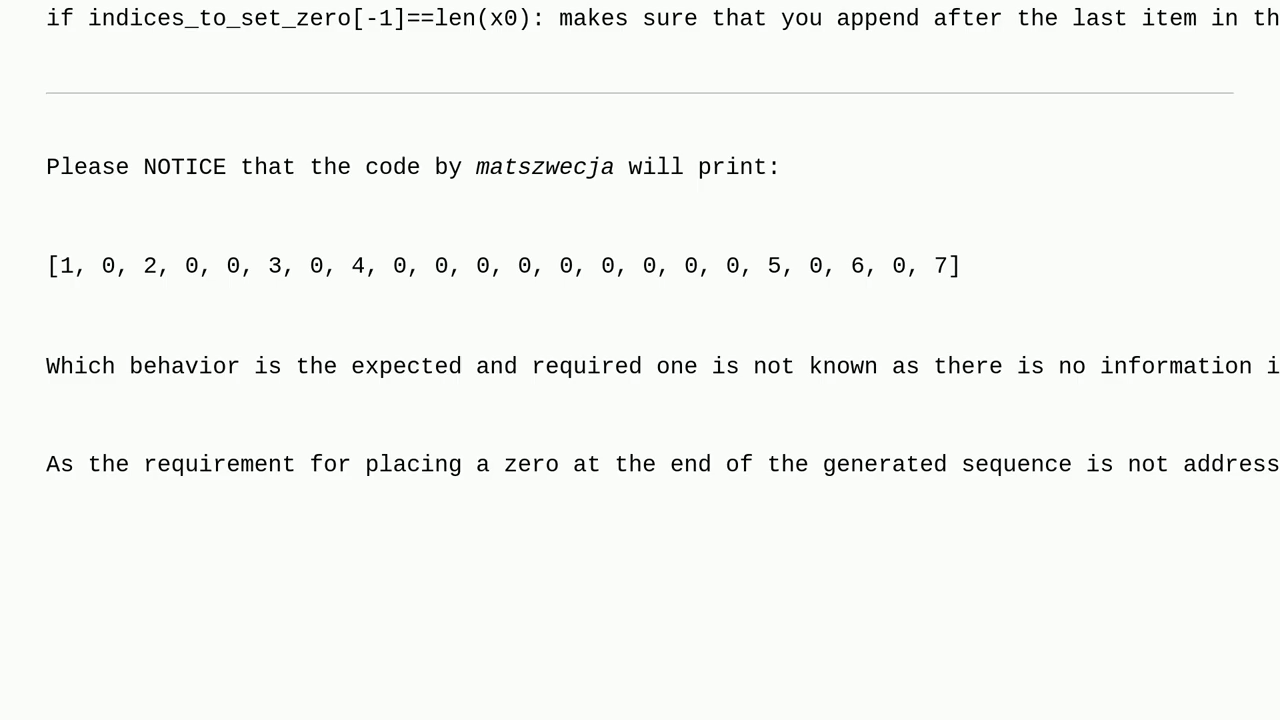 if indices_to_set_zero[-1]==len(x0): makes sure that you append after the last item in th
Please NOTICE that the code by matszwecja will print:
[1, 0, 2, 0, 0, 3, 0, 4, 0, 0, 0, 0, 0, 0, 0, 0, 0, 5, 0, 6, 0, 7]
Which behavior is the expected and required one is not known as there is no information i
As the requirement for placing a zero at the end of the generated sequence is not address